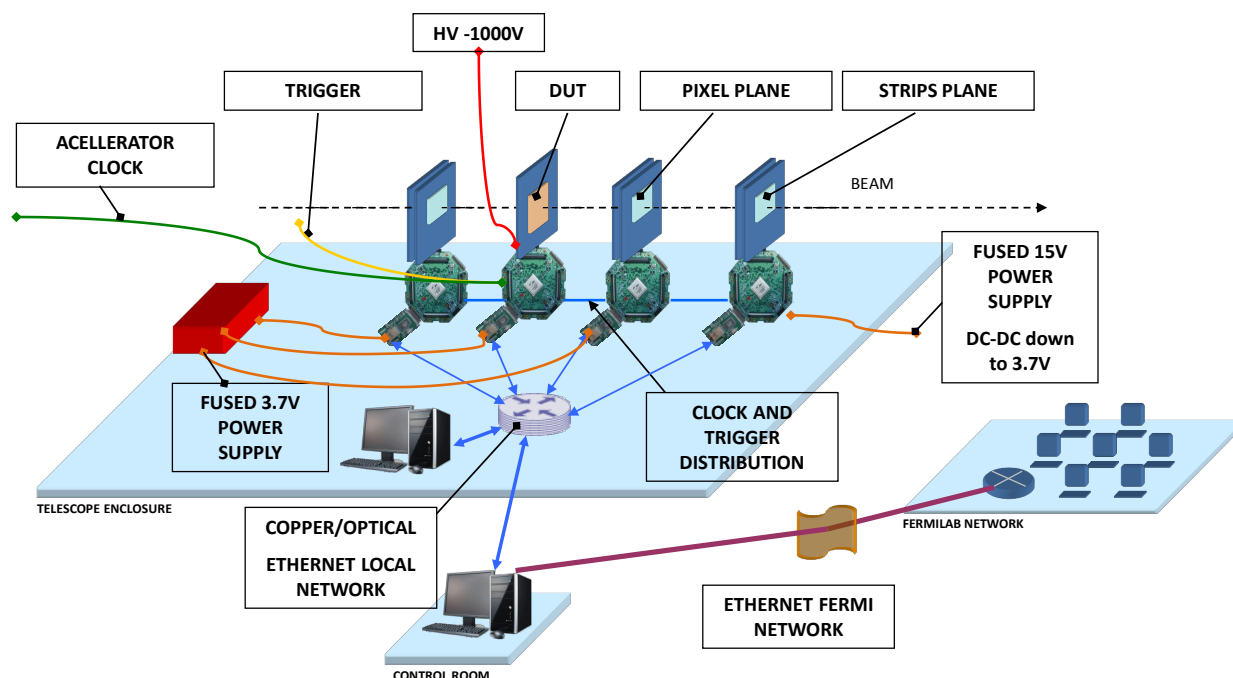 HV -1000V
TRIGGER
DUT
PIXEL PLANE
STRIPS PLANE
ACELLERATOR
CLOCK
BEAM
FUSED 15V
POWER
SUPPLY
DC-DC down
to 3.7V
FUSED 3.7V
POWER
SUPPLY
CLOCK AND
TRIGGER
DISTRIBUTION
TELESCOPE ENCLOSURE
COPPER/OPTICAL
ETHERNET LOCAL
NETWORK
FERMILAB NETWORK
ETHERNET FERMI
NETWORK
CONTROL ROOM